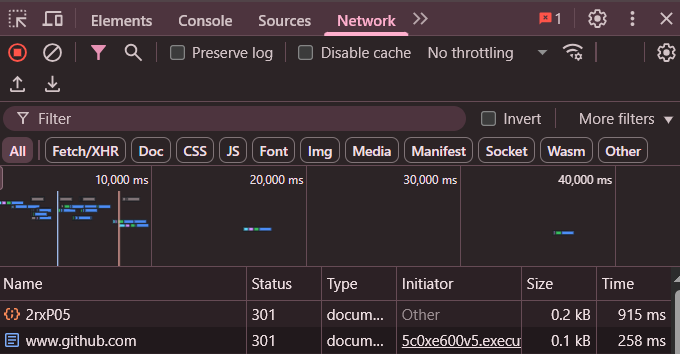 Elements Console Sources Network 1
Preserve log Disable cache No throttling
Filter Invert More filters
All Fetch/XHR Doc CSS JS Font Img Media Manifest Socket Wasm Other
10,000 ms 20,000 ms 30,000 ms 40,000 ms
Name Status Type Initiator Size Time
2rxP05 301 docum... Other 0.2 kB 915 ms
www.github.com 301 docum... 5c0xe600v5.execu 0.1 kB 258 ms